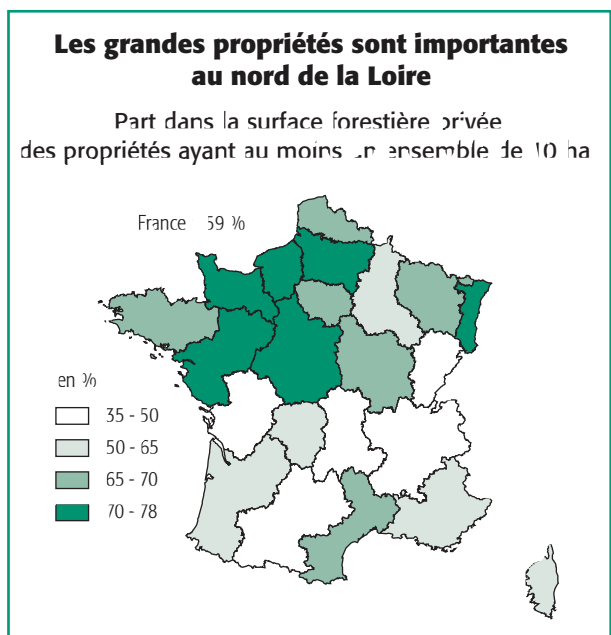 Les grandes propriétés sont importantes
au nord de la Loire
Part dans la surface forestière privée
des propriétés ayant au moins un ensemble de 10 ha
France 59 %
en %
35 - 50
50 - 65
65 - 70
70 - 78